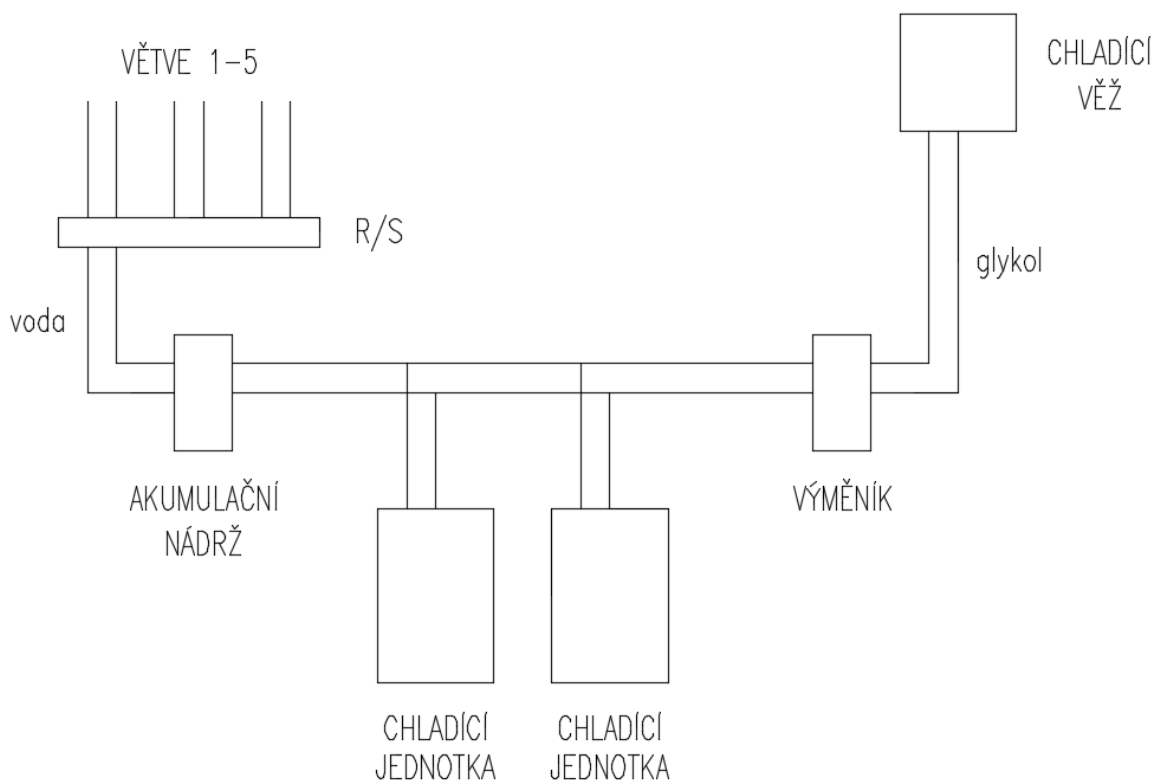 VĚTVE 1-5
CHLADÍCÍ
VĚŽ
R/S
glykol
voda
AKUMULAČNÍ
NÁDRŽ
VÝMĚNÍK
CHLADÍCÍ
JEDNOTKA
CHLADÍCÍ
JEDNOTKA